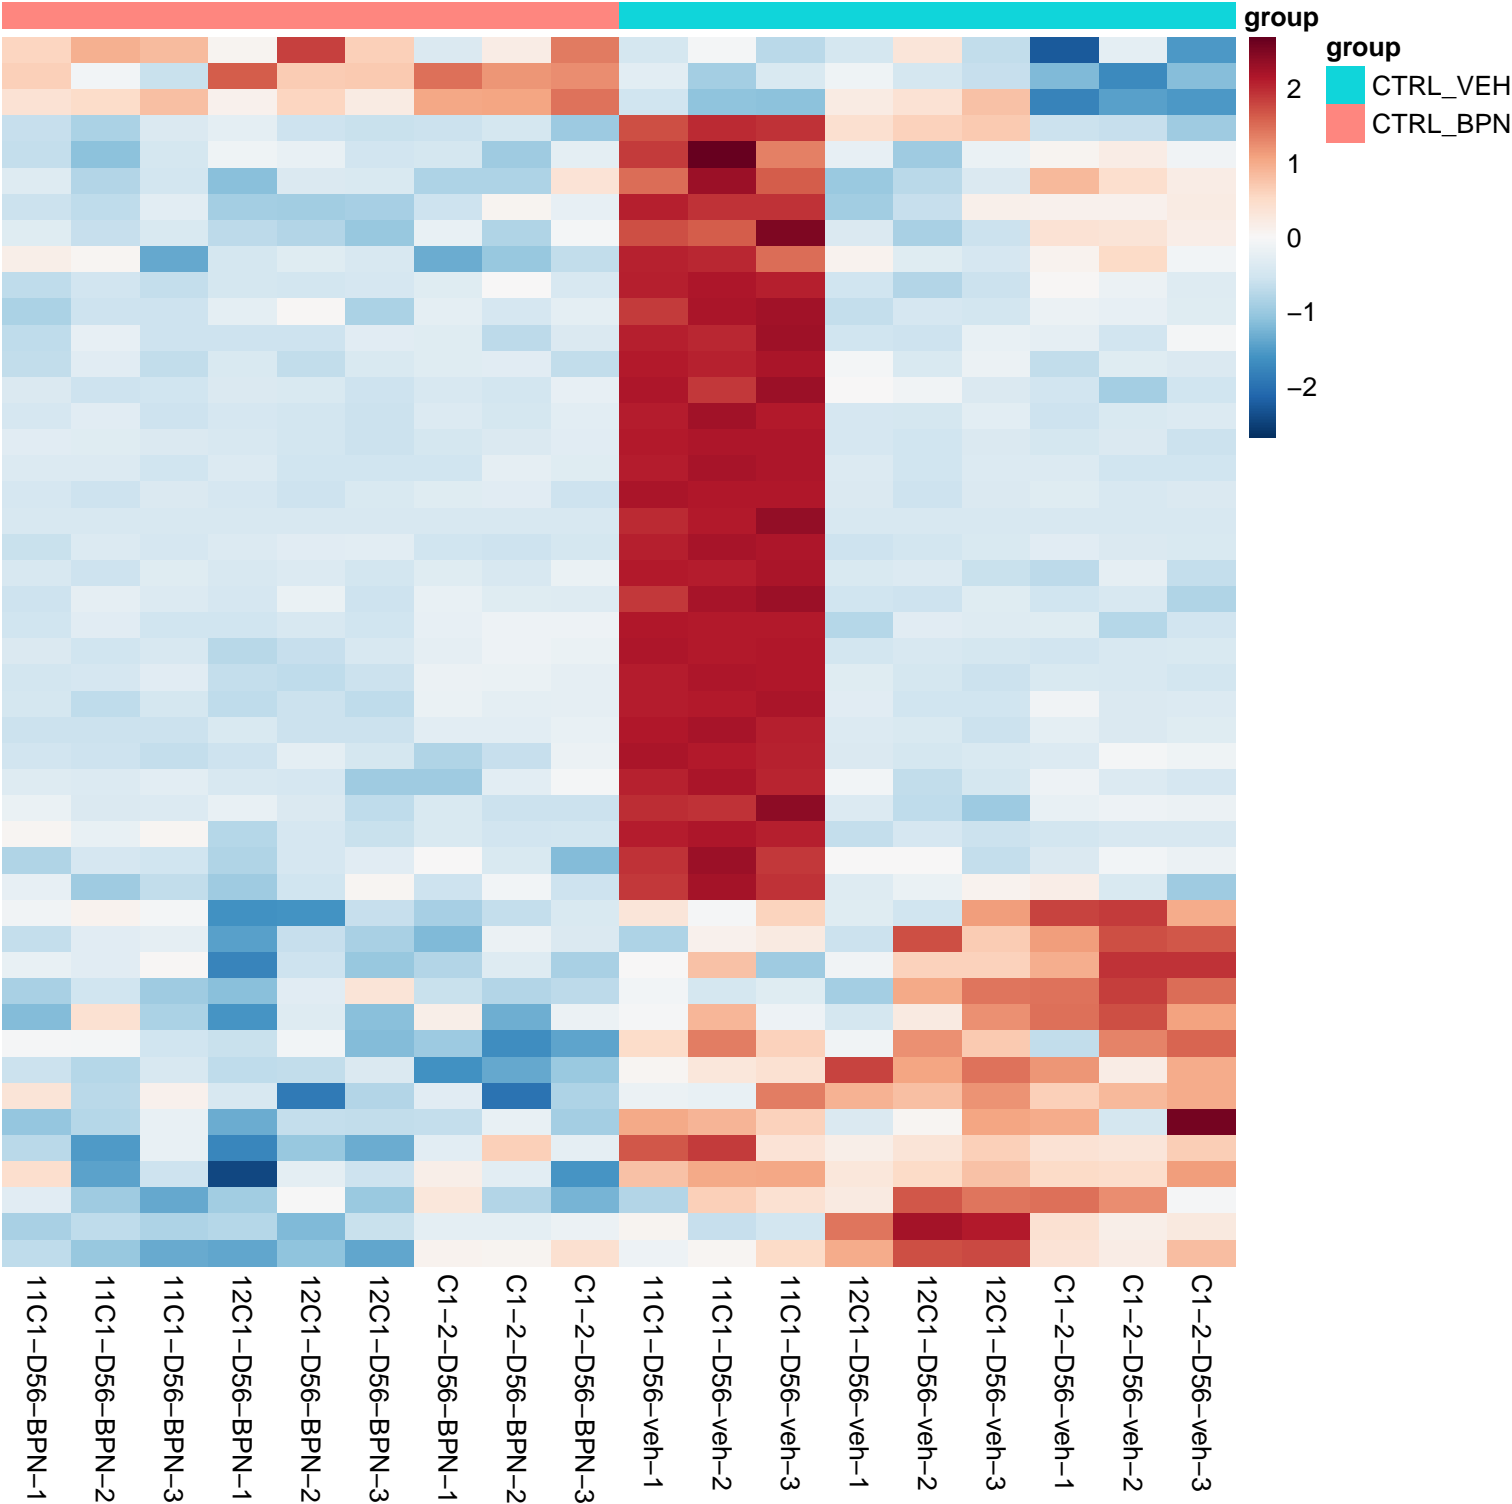 group
group
CTRL_VEH
CTRL_BPN
2
1
0
−1
−2
11C1−D56−BPN−1
11C1−D56−BPN−2
11C1−D56−BPN−3
12C1−D56−BPN−1
12C1−D56−BPN−2
12C1−D56−BPN−3
C1−2−D56−BPN−1
C1−2−D56−BPN−2
C1−2−D56−BPN−3
11C1−D56−veh−1
11C1−D56−veh−2
11C1−D56−veh−3
12C1−D56−veh−1
12C1−D56−veh−2
12C1−D56−veh−3
C1−2−D56−veh−1
C1−2−D56−veh−2
C1−2−D56−veh−3